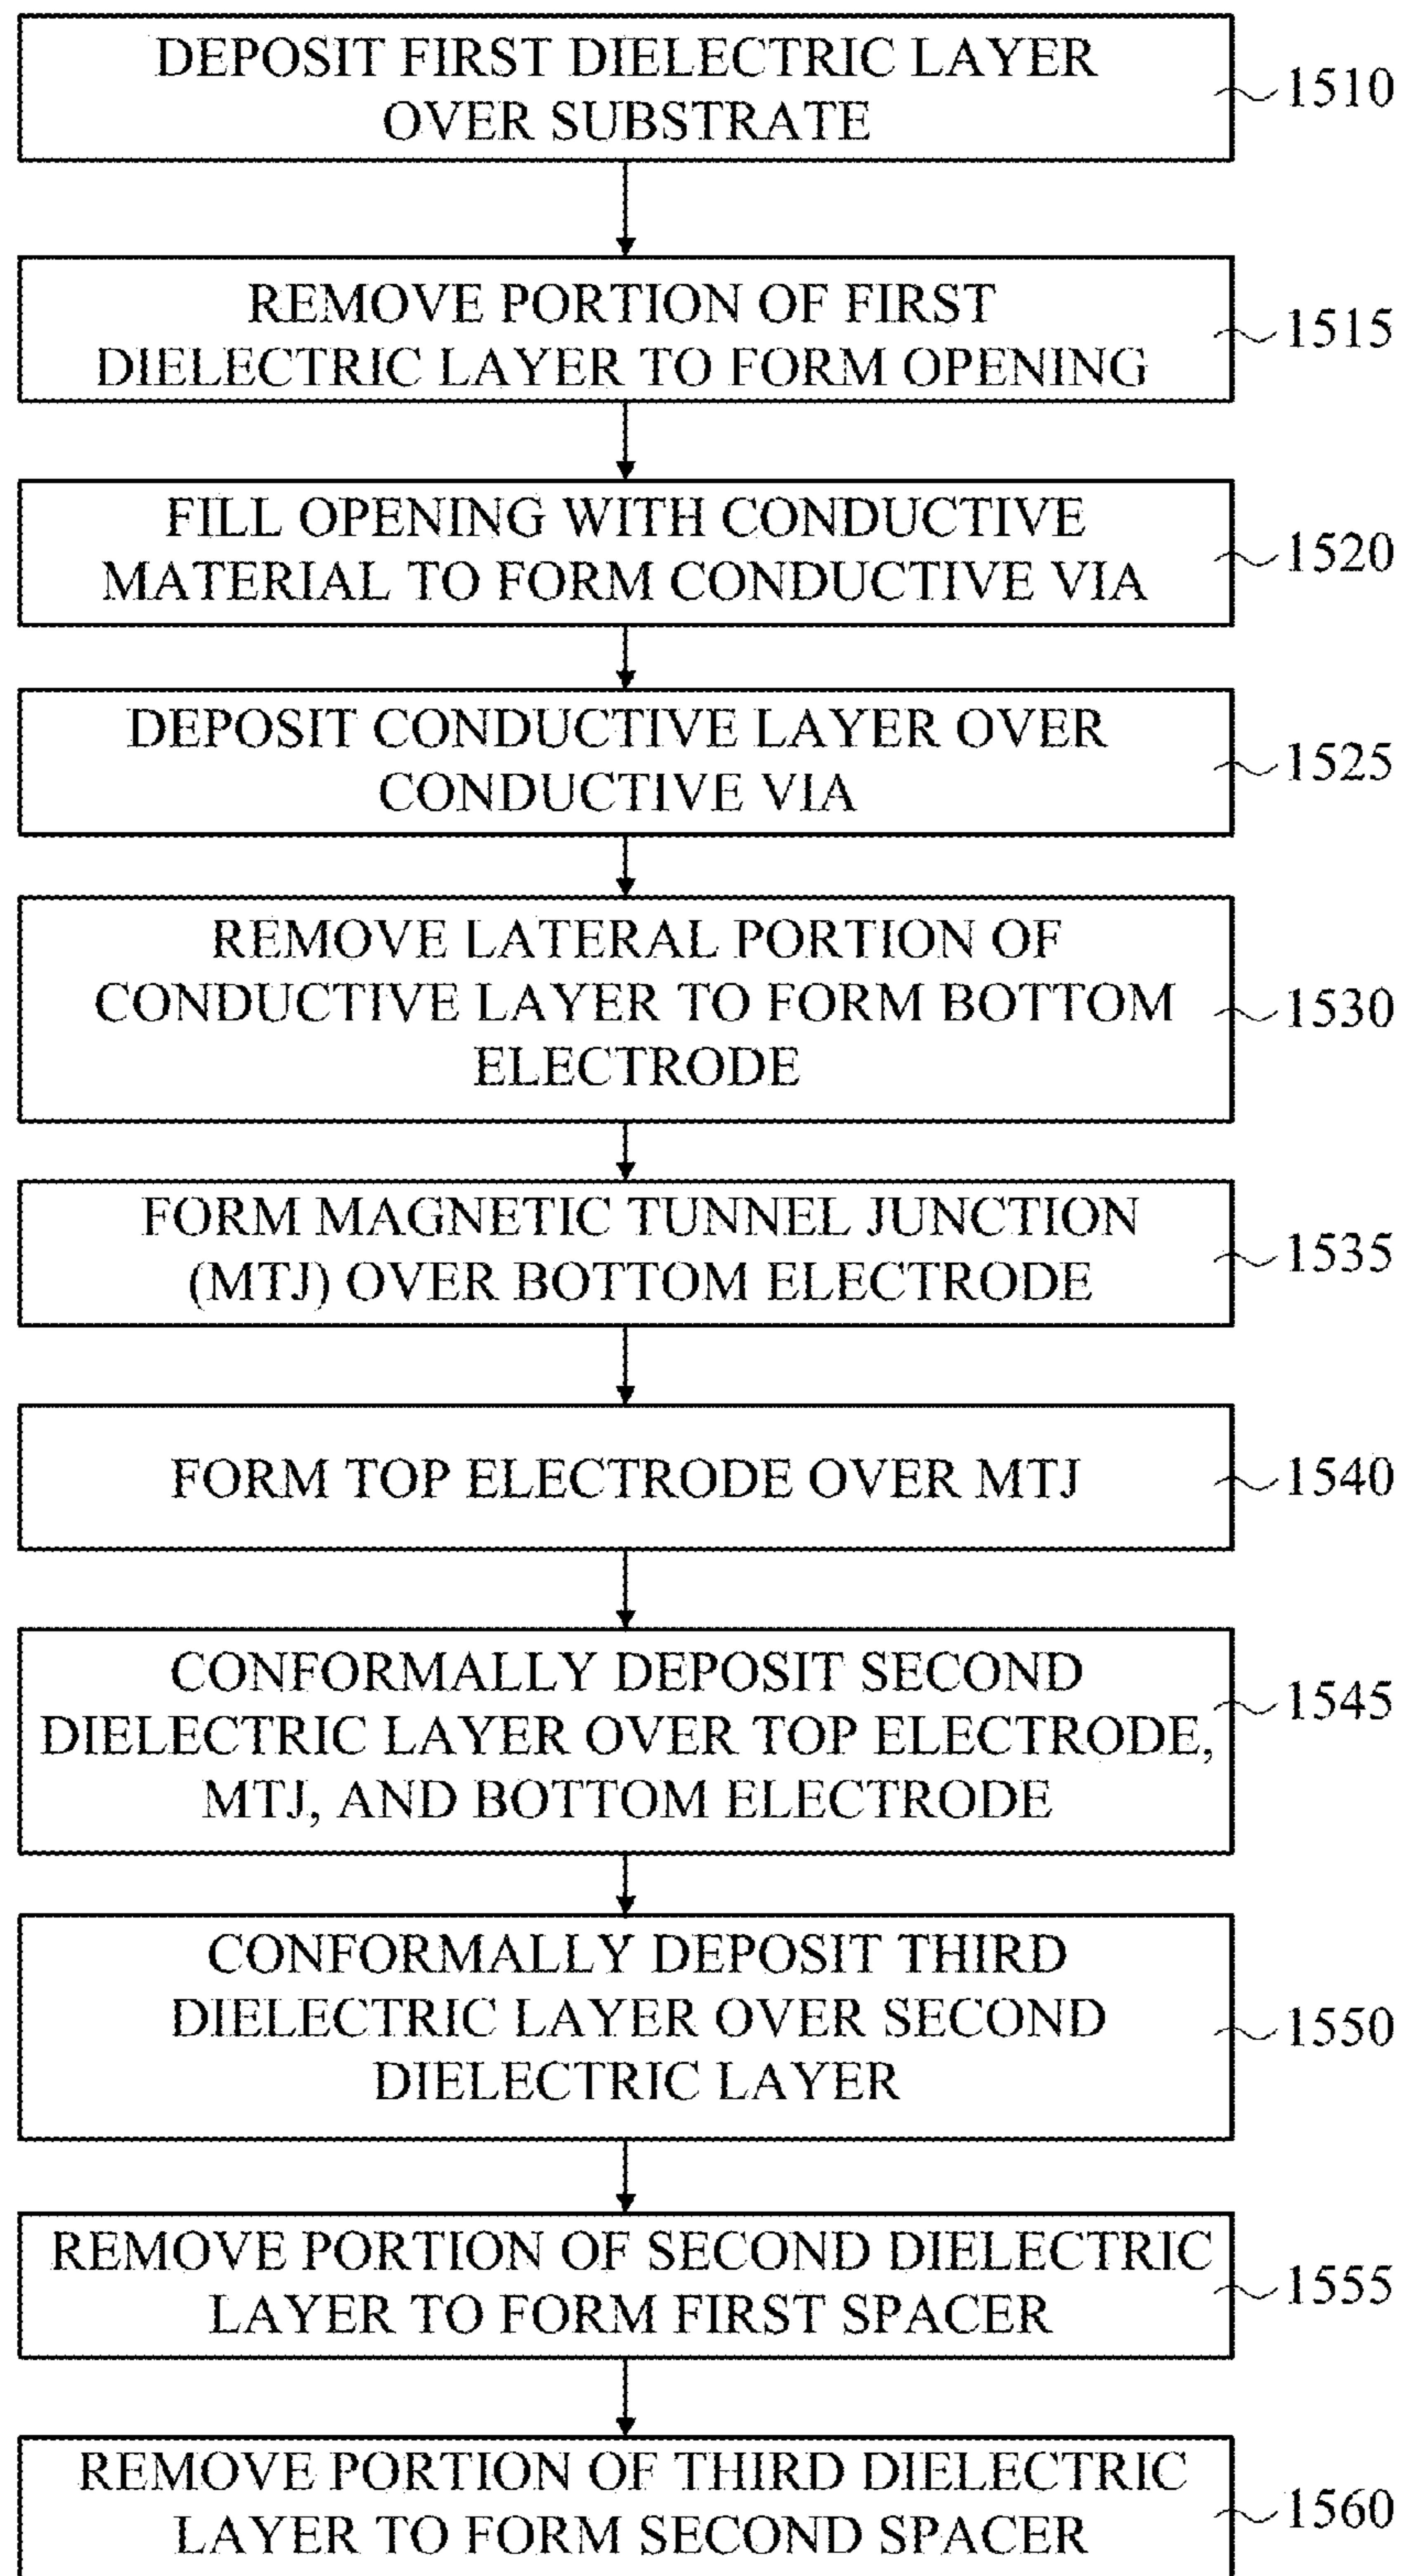 DEPOSIT FIRST DIELECTRIC LAYER
OVER SUBSTRATE
1510
REMOVE PORTION OF FIRST
DIELECTRIC LAYER TO FORM OPENING
1515
FILL OPENING WITH CONDUCTIVE
MATERIAL TO FORM CONDUCTIVE VIA
1520
DEPOSIT CONDUCTIVE LAYER OVER
CONDUCTIVE VIA
1525
REMOVE LATERAL PORTION OF
CONDUCTIVE LAYER TO FORM BOTTOM
ELECTRODE
1530
FORM MAGNETIC TUNNEL JUNCTION
(MTJ) OVER BOTTOM ELECTRODE
1535
FORM TOP ELECTRODE OVER MTJ
1540
CONFORMALLY DEPOSIT SECOND
DIELECTRIC LAYER OVER TOP ELECTRODE,
MTJ, AND BOTTOM ELECTRODE
1545
CONFORMALLY DEPOSIT THIRD
DIELECTRIC LAYER OVER SECOND
DIELECTRIC LAYER
1550
REMOVE PORTION OF SECOND DIELECTRIC
LAYER TO FORM FIRST SPACER
1555
REMOVE PORTION OF THIRD DIELECTRIC
LAYER TO FORM SECOND SPACER
1560